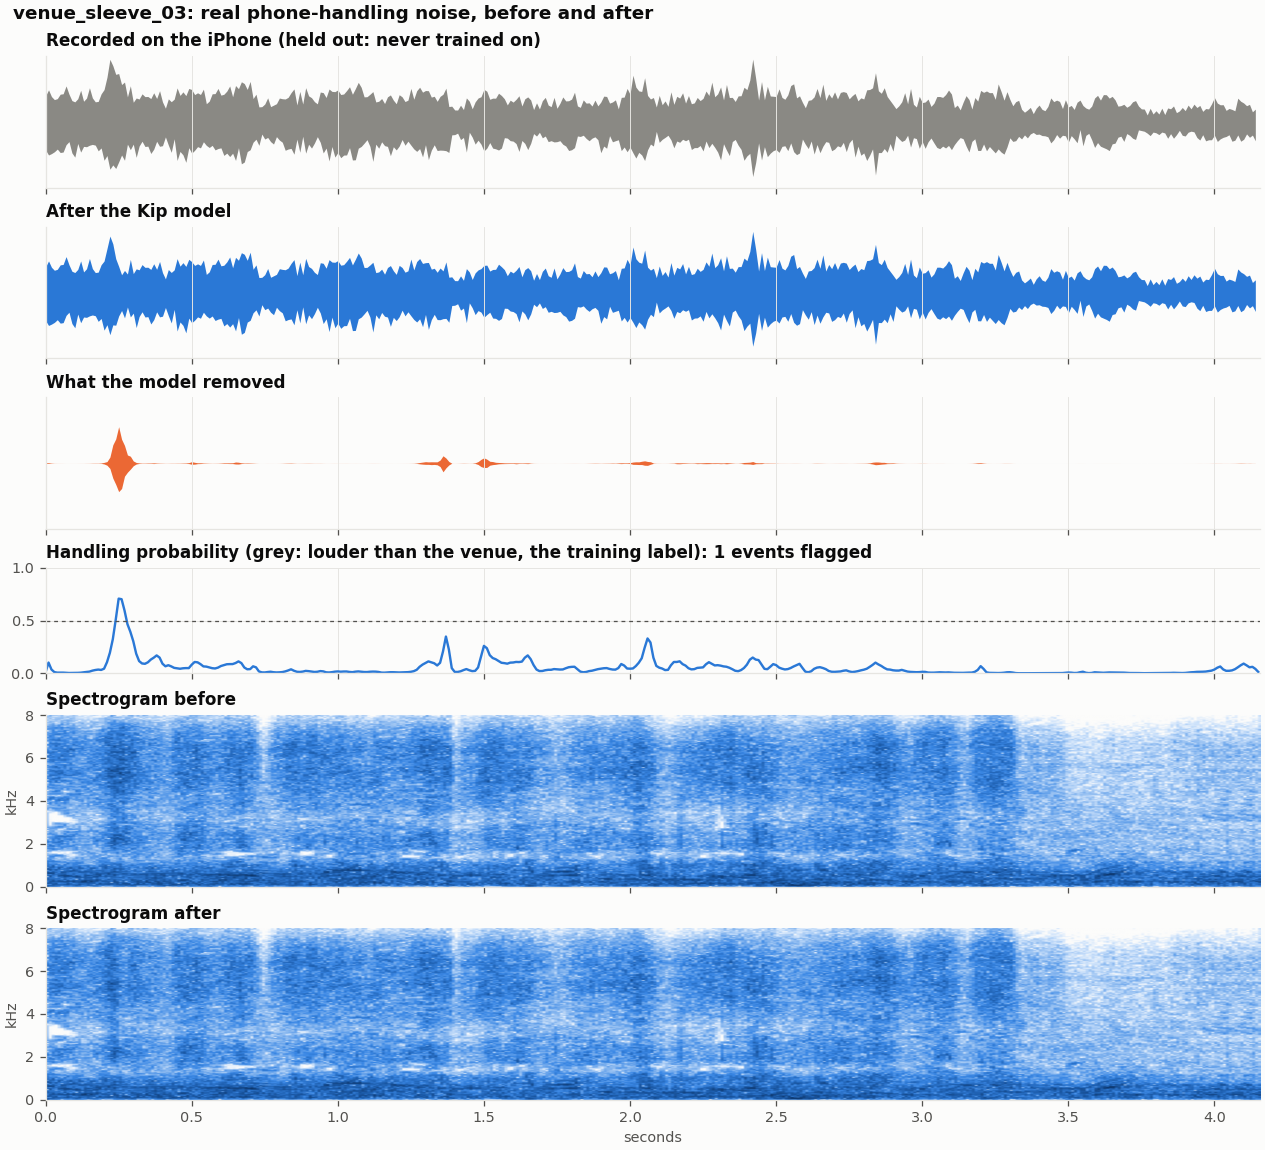 venue_sleeve_03: real phone-handling noise, before and after
Recorded on the iPhone (held out: never trained on)
After the Kip model
What the model removed
Handling probability (grey: louder than the venue, the training label): 1 events flagged
1.0
0.5
0.0
Spectrogram before
8
6
4
2
0
kHz
Spectrogram after
8
6
4
2
0
kHz
0.0 0.5 1.0 1.5 2.0 2.5 3.0 3.5 4.0
seconds